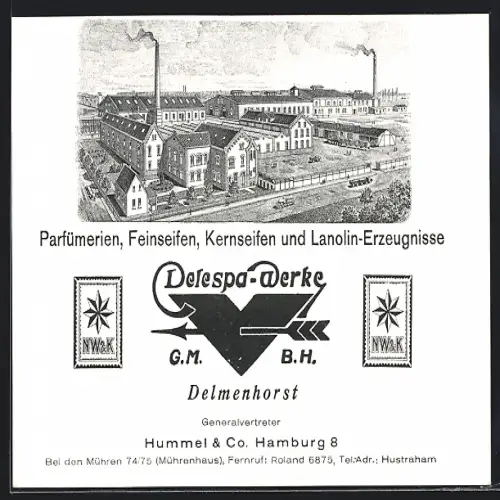 Parfümerien, Feinseifen, Kernseifen und Lanolin-Erzeugnisse
Delespa-Werke
NW&K
NW&K
G.M. B.H.
Delmenhorst
Generalvertreter
Hummel & Co. Hamburg 8
Bei den Mühren 74/75 (Mührenhaus), Fernruf: Roland 6875, Tel.-Adr.: Hustraham